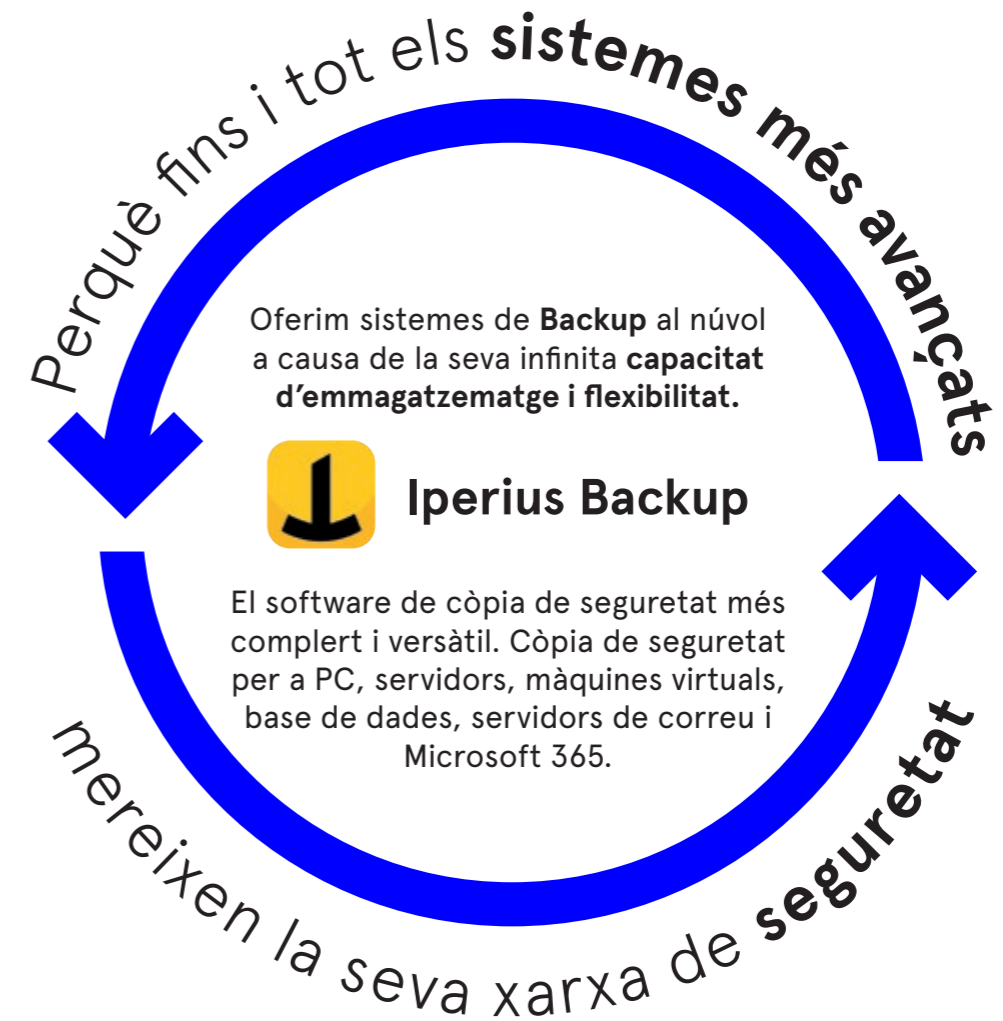 Perquè fins i tot els sistemes més avançats
Oferim sistemes de Backup al núvol
a causa de la seva infinita capacitat
d’emmagatzematge i flexibilitat.
Iperius Backup
El software de còpia de seguretat més
complert i versàtil. Còpia de seguretat
per a PC, servidors, màquines virtuals,
base de dades, servidors de correu i
Microsoft 365.
mereixen la seva xarxa de seguretat